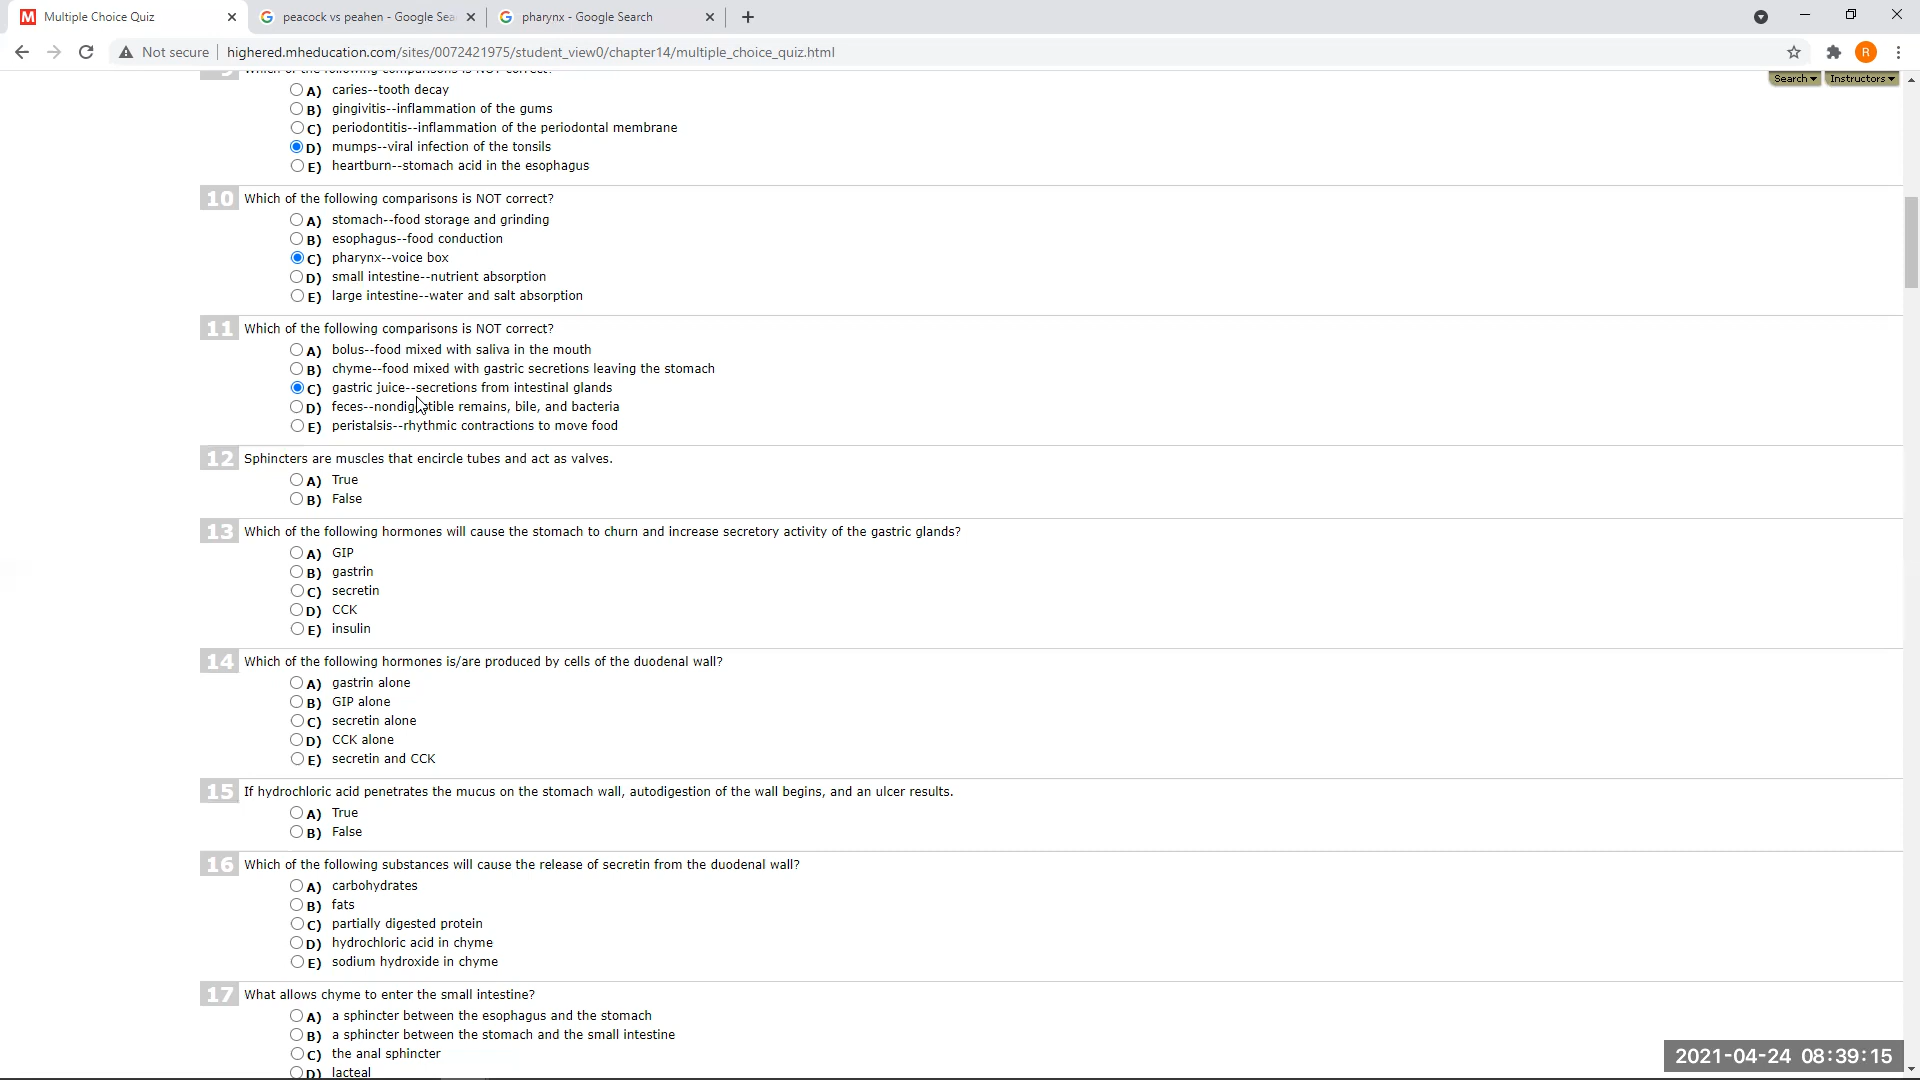 Multiple Choice Quiz
peacock vs peahen - Google Sea
pharynx - Google Search
Not secure
highered.mheducation.com/sites/0072421975/student_view0/chapter14/multiple_choice_quiz.html
R
Search
Instructors
9 Which of the following comparisons is NOT correct?
A) caries--tooth decay
B) gingivitis--inflammation of the gums
C) periodontitis--inflammation of the periodontal membrane
D) mumps--viral infection of the tonsils
E) heartburn--stomach acid in the esophagus
10 Which of the following comparisons is NOT correct?
A) stomach--food storage and grinding
B) esophagus--food conduction
C) pharynx--voice box
D) small intestine--nutrient absorption
E) large intestine--water and salt absorption
11 Which of the following comparisons is NOT correct?
A) bolus--food mixed with saliva in the mouth
B) chyme--food mixed with gastric secretions leaving the stomach
C) gastric juice--secretions from intestinal glands
D) feces--nondigestible remains, bile, and bacteria
E) peristalsis--rhythmic contractions to move food
12 Sphincters are muscles that encircle tubes and act as valves.
A) True
B) False
13 Which of the following hormones will cause the stomach to churn and increase secretory activity of the gastric glands?
A) GIP
B) gastrin
C) secretin
D) CCK
E) insulin
14 Which of the following hormones is/are produced by cells of the duodenal wall?
A) gastrin alone
B) GIP alone
C) secretin alone
D) CCK alone
E) secretin and CCK
15 If hydrochloric acid penetrates the mucus on the stomach wall, autodigestion of the wall begins, and an ulcer results.
A) True
B) False
16 Which of the following substances will cause the release of secretin from the duodenal wall?
A) carbohydrates
B) fats
C) partially digested protein
D) hydrochloric acid in chyme
E) sodium hydroxide in chyme
17 What allows chyme to enter the small intestine?
A) a sphincter between the esophagus and the stomach
B) a sphincter between the stomach and the small intestine
C) the anal sphincter
D) lacteal
2021-04-24 08:39:15